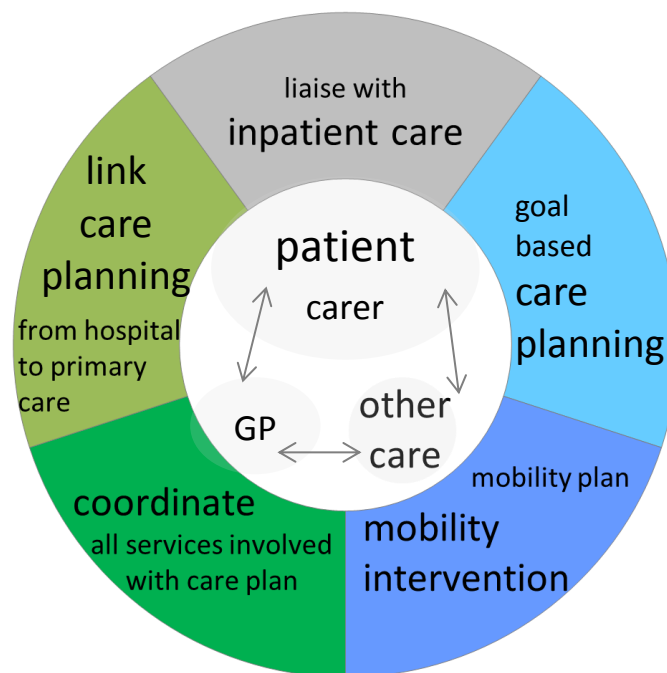 liaise with
inpatient care
goal
based
care
planning
mobility plan
mobility
intervention
coordinate
all services involved
with care plan
link
care
planning
from hospital
to primary
care
patient
carer
GP
other
care